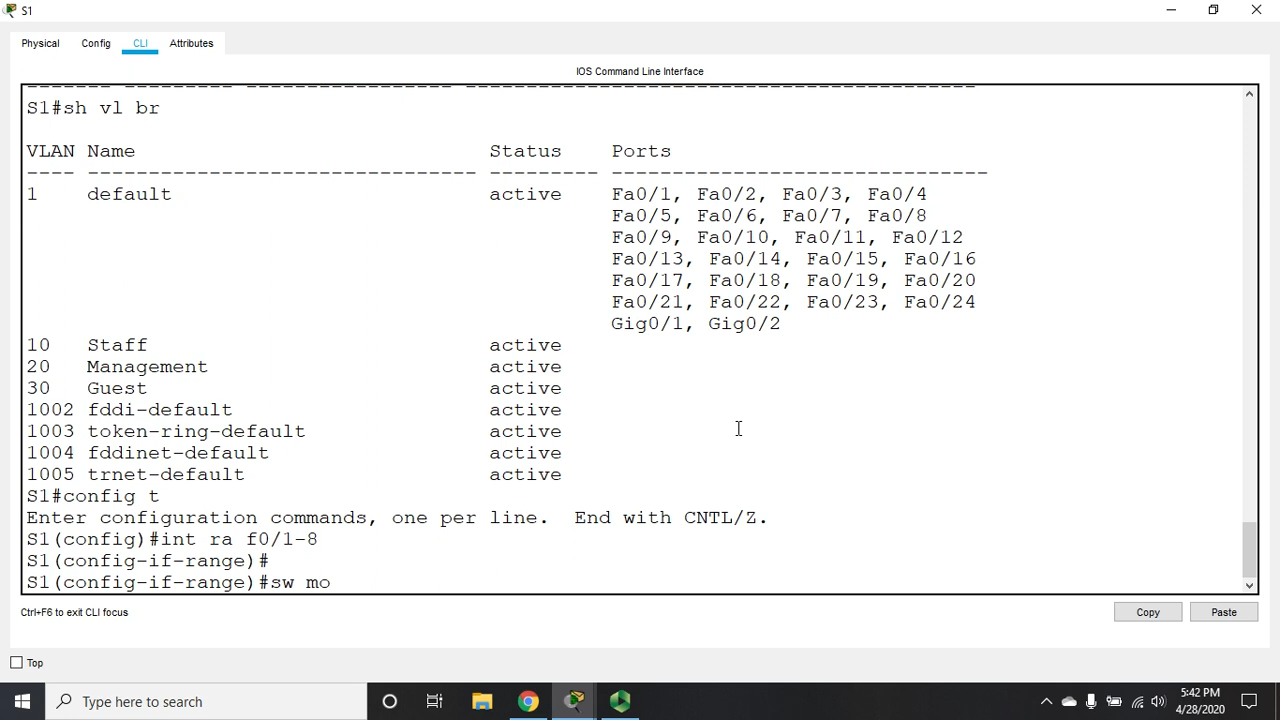 S1
Physical Config CLI Attributes
IOS Command Line Interface
------- --------- ----------------- ------------------------------------------
S1#sh vl br
VLAN Name Status Ports
---- -------------------------------- --------- -------------------------------
1 default active Fa0/1, Fa0/2, Fa0/3, Fa0/4
Fa0/5, Fa0/6, Fa0/7, Fa0/8
Fa0/9, Fa0/10, Fa0/11, Fa0/12
Fa0/13, Fa0/14, Fa0/15, Fa0/16
Fa0/17, Fa0/18, Fa0/19, Fa0/20
Fa0/21, Fa0/22, Fa0/23, Fa0/24
Gig0/1, Gig0/2
10 Staff active
20 Management active
30 Guest active
1002 fddi-default active
1003 token-ring-default active
1004 fddinet-default active
1005 trnet-default active
S1#config t
Enter configuration commands, one per line. End with CNTL/Z.
S1(config)#int ra f0/1-8
S1(config-if-range)#
S1(config-if-range)#sw mo
Ctrl+F6 to exit CLI focus
Copy Paste
Top
Type here to search
5:42 PM
4/28/2020